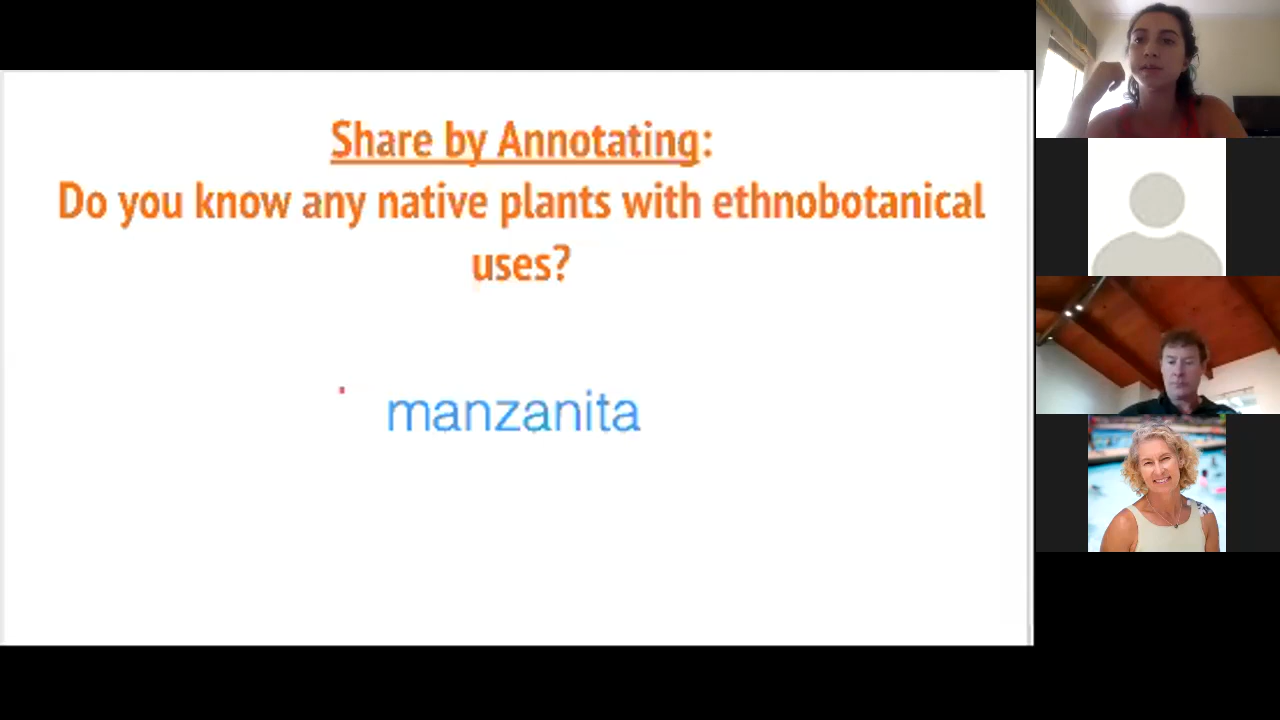 Share by Annotating:
Do you know any native plants with ethnobotanical
uses?
manzanita